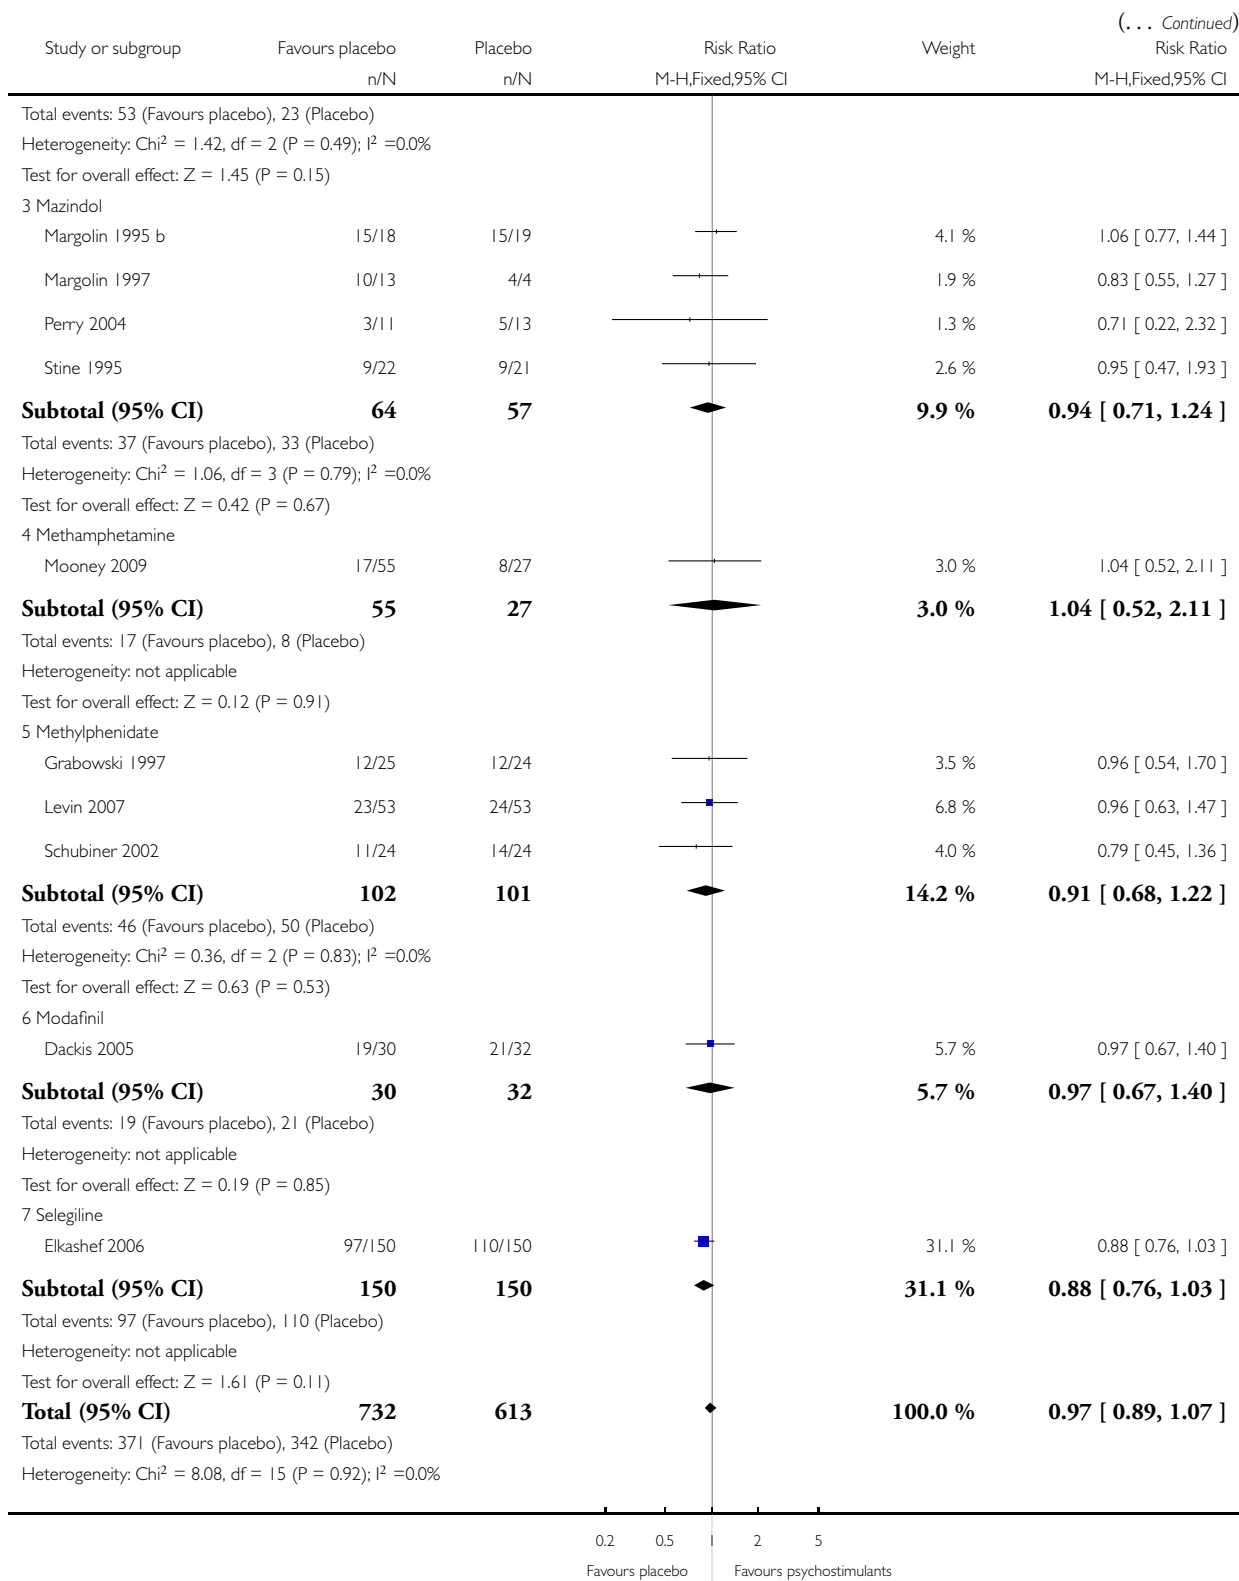 (... Continued)
Study or subgroup Favours placebo Placebo Risk Ratio Weight Risk Ratio
n/N n/N M-H,Fixed,95% CI M-H,Fixed,95% CI
Total events: 53 (Favours placebo), 23 (Placebo)
Heterogeneity: Chi² = 1.42, df = 2 (P = 0.49); I² =0.0%
Test for overall effect: Z = 1.45 (P = 0.15)
3 Mazindol
Margolin 1995 b 15/18 15/19 4.1 % 1.06 [ 0.77, 1.44 ]
Margolin 1997 10/13 4/4 1.9 % 0.83 [ 0.55, 1.27 ]
Perry 2004 3/11 5/13 1.3 % 0.71 [ 0.22, 2.32 ]
Stine 1995 9/22 9/21 2.6 % 0.95 [ 0.47, 1.93 ]
Subtotal (95% CI) 64 57 9.9 % 0.94 [ 0.71, 1.24 ]
Total events: 37 (Favours placebo), 33 (Placebo)
Heterogeneity: Chi² = 1.06, df = 3 (P = 0.79); I² =0.0%
Test for overall effect: Z = 0.42 (P = 0.67)
4 Methamphetamine
Mooney 2009 17/55 8/27 3.0 % 1.04 [ 0.52, 2.11 ]
Subtotal (95% CI) 55 27 3.0 % 1.04 [ 0.52, 2.11 ]
Total events: 17 (Favours placebo), 8 (Placebo)
Heterogeneity: not applicable
Test for overall effect: Z = 0.12 (P = 0.91)
5 Methylphenidate
Grabowski 1997 12/25 12/24 3.5 % 0.96 [ 0.54, 1.70 ]
Levin 2007 23/53 24/53 6.8 % 0.96 [ 0.63, 1.47 ]
Schubiner 2002 11/24 14/24 4.0 % 0.79 [ 0.45, 1.36 ]
Subtotal (95% CI) 102 101 14.2 % 0.91 [ 0.68, 1.22 ]
Total events: 46 (Favours placebo), 50 (Placebo)
Heterogeneity: Chi² = 0.36, df = 2 (P = 0.83); I² =0.0%
Test for overall effect: Z = 0.63 (P = 0.53)
6 Modafinil
Dackis 2005 19/30 21/32 5.7 % 0.97 [ 0.67, 1.40 ]
Subtotal (95% CI) 30 32 5.7 % 0.97 [ 0.67, 1.40 ]
Total events: 19 (Favours placebo), 21 (Placebo)
Heterogeneity: not applicable
Test for overall effect: Z = 0.19 (P = 0.85)
7 Selegiline
Elkashef 2006 97/150 110/150 31.1 % 0.88 [ 0.76, 1.03 ]
Subtotal (95% CI) 150 150 31.1 % 0.88 [ 0.76, 1.03 ]
Total events: 97 (Favours placebo), 110 (Placebo)
Heterogeneity: not applicable
Test for overall effect: Z = 1.61 (P = 0.11)
Total (95% CI) 732 613 100.0 % 0.97 [ 0.89, 1.07 ]
Total events: 371 (Favours placebo), 342 (Placebo)
Heterogeneity: Chi² = 8.08, df = 15 (P = 0.92); I² =0.0%
0.2 0.5 1 2 5
Favours placebo Favours psychostimulants